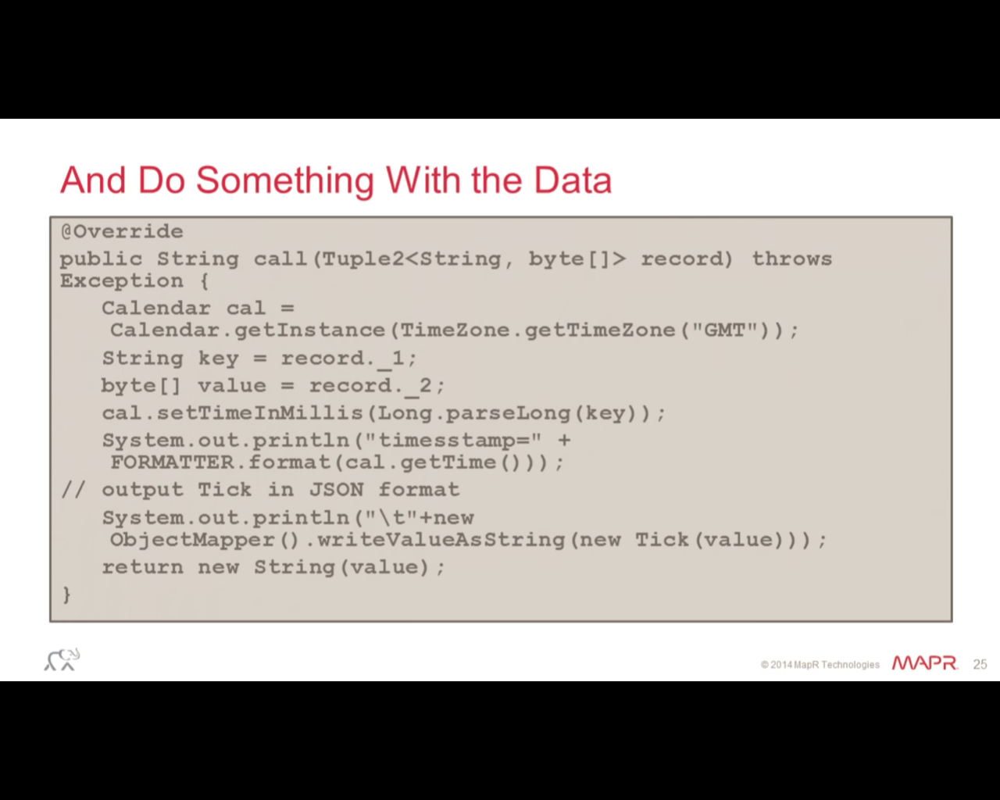 And Do Something With the Data
@Override
public String call(Tuple2<String, byte[]> record) throws
Exception {
Calendar cal =
Calendar.getInstance(TimeZone.getTimeZone("GMT"));
String key = record._1;
byte[] value = record._2;
cal.setTimeInMillis(Long.parseLong(key));
System.out.println("timesstamp=" +
FORMATTER.format(cal.getTime()));
// output Tick in JSON format
System.out.println("\t"+new
ObjectMapper().writeValueAsString(new Tick(value)));
return new String(value);
}
© 2014 MapR Technologies MAPR. 25